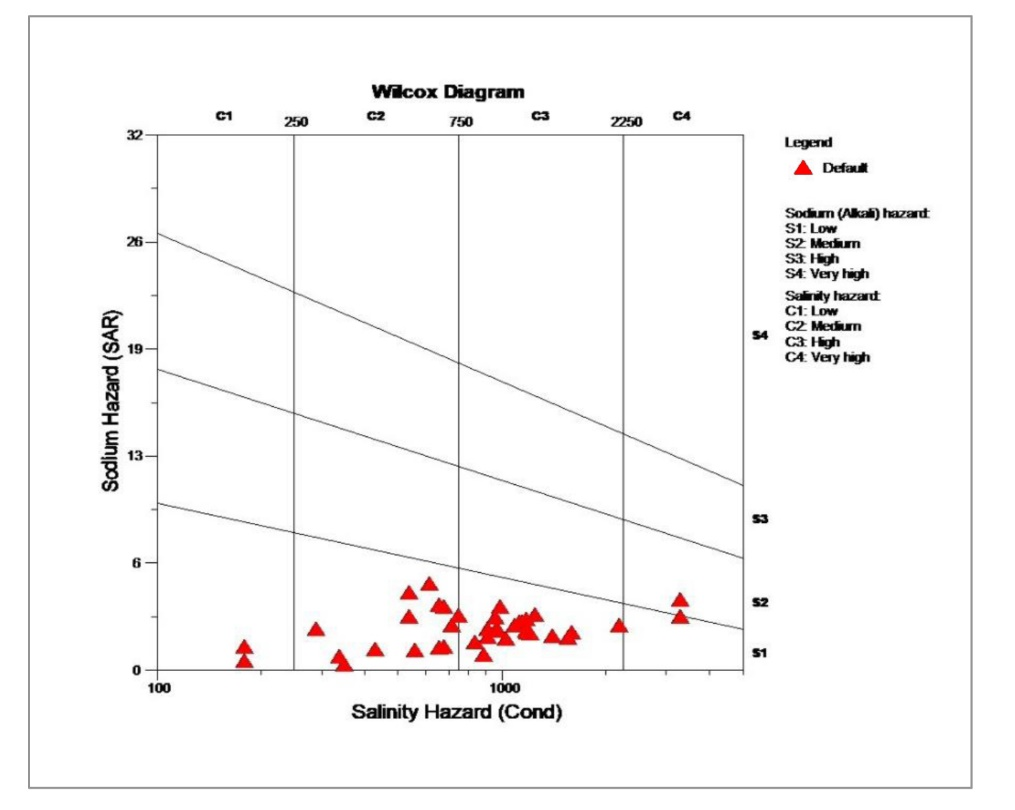 Wilcox Diagram
C1 C2 C3 C4
250 750 2250
32
26
19
13
6
0
Sodium Hazard (SAR)
100 1000
Salinity Hazard (Cond)
S4
S3
S2
S1
Legend
Default
Sodium (Alkali) hazard:
S1: Low
S2: Medium
S3: High
S4: Very high
Salinity hazard:
C1: Low
C2: Medium
C3: High
C4: Very high